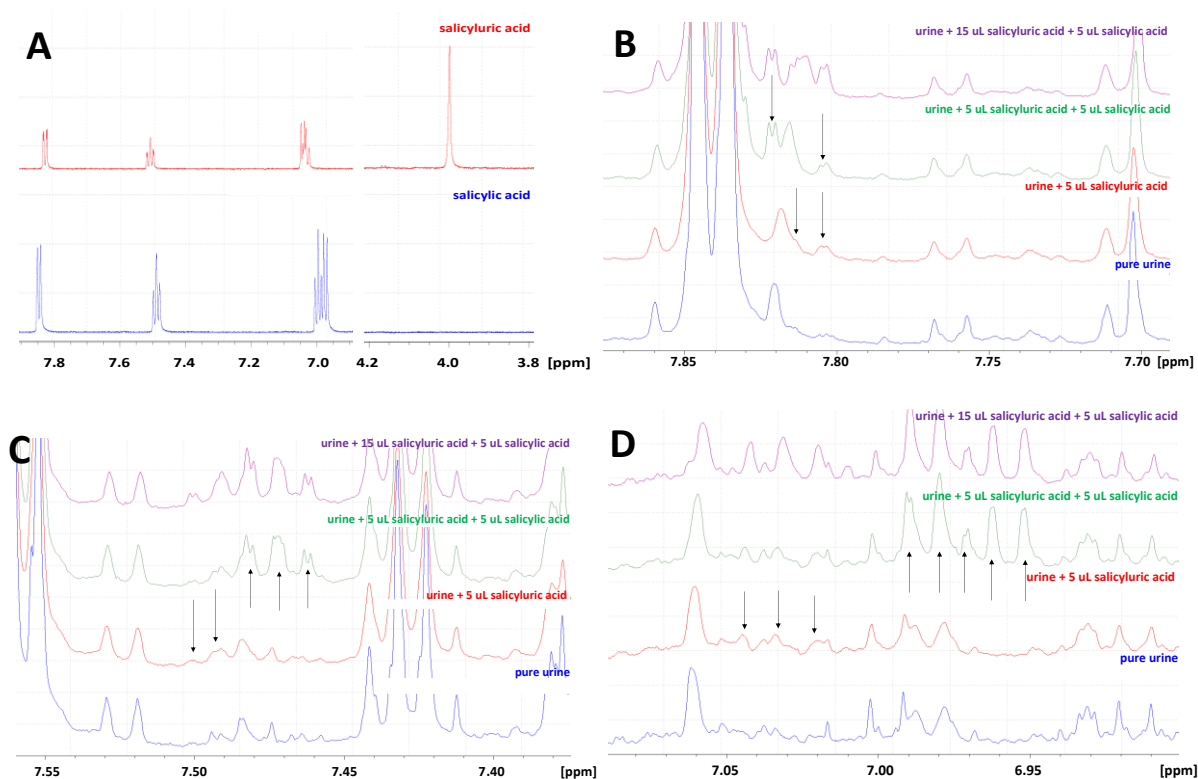 A
salicyluric acid
salicylic acid
7.8 7.6 7.4 7.2 7.0 4.2 4.0 3.8 [ppm]
B
urine + 15 uL salicyluric acid + 5 uL salicylic acid
urine + 5 uL salicyluric acid + 5 uL salicylic acid
urine + 5 uL salicyluric acid
pure urine
7.85 7.80 7.75 7.70 [ppm]
C
urine + 15 uL salicyluric acid + 5 uL salicylic acid
urine + 5 uL salicyluric acid + 5 uL salicylic acid
urine + 5 uL salicyluric acid
pure urine
7.55 7.50 7.45 7.40 [ppm]
D
urine + 15 uL salicyluric acid + 5 uL salicylic acid
urine + 5 uL salicyluric acid + 5 uL salicylic acid
urine + 5 uL salicyluric acid
pure urine
7.05 7.00 6.95 [ppm]